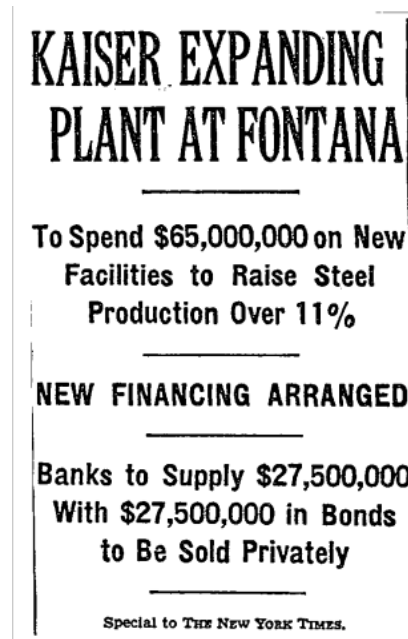 KAISER EXPANDING
PLANT AT FONTANA
To Spend $65,000,000 on New
Facilities to Raise Steel
Production Over 11%
NEW FINANCING ARRANGED
Banks to Supply $27,500,000
With $27,500,000 in Bonds
to Be Sold Privately
Special to THE NEW YORK TIMES.